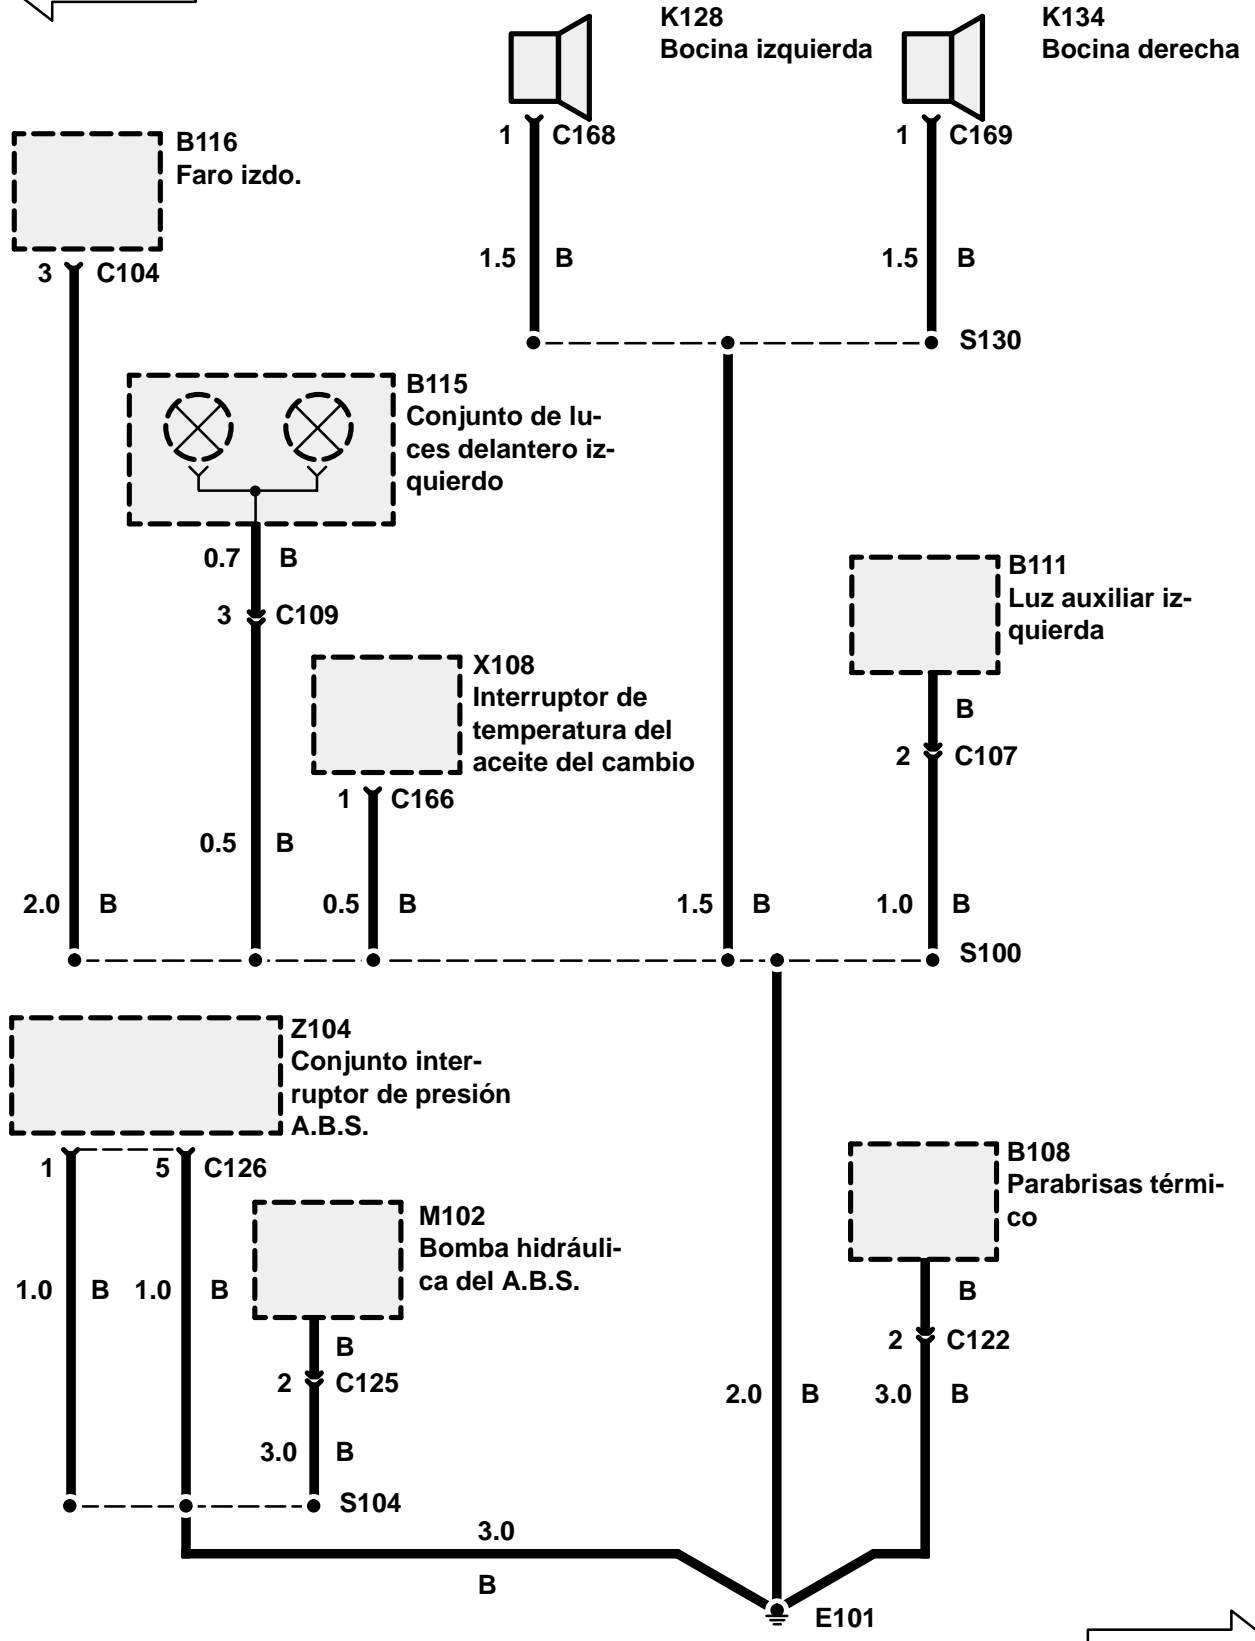 K128
Bocina izquierda
K134
Bocina derecha
1 C168
1 C169
B116
Faro izdo.
3 C104
1.5 B
1.5 B
S130
B115
Conjunto de lu-
ces delantero iz-
quierdo
0.7 B
3 C109
B111
Luz auxiliar iz-
quierda
X108
Interruptor de
temperatura del
aceite del cambio
B
2 C107
1 C166
0.5 B
2.0 B
0.5 B
1.5 B
1.0 B
S100
Z104
Conjunto inter-
ruptor de presión
A.B.S.
1 5 C126
B108
Parabrisas térmi-
co
M102
Bomba hidráuli-
ca del A.B.S.
1.0 B 1.0 B
B
B
2 C122
2 C125
2.0 B
3.0 B
3.0 B
S104
3.0
B
E101